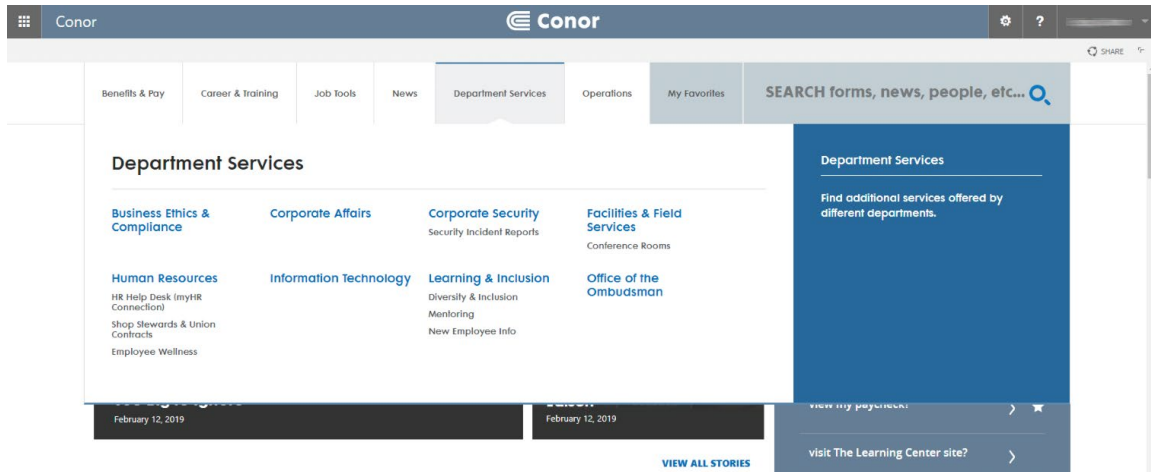 Conor
Conor
?
SHARE
Benefits & Pay
Career & Training
Job Tools
News
Department Services
Operations
My Favorites
SEARCH forms, news, people, etc...
Department Services
Business Ethics &
Compliance
Corporate Affairs
Corporate Security
Security Incident Reports
Facilities & Field
Services
Conference Rooms
Human Resources
HR Help Desk (myHR
Connection)
Shop Stewards & Union
Contracts
Employee Wellness
Information Technology
Learning & Inclusion
Diversity & Inclusion
Mentoring
New Employee Info
Office of the
Ombudsman
Department Services
Find additional services offered by
different departments.
February 12, 2019
February 12, 2019
view my paycheck?
VIEW ALL STORIES
visit The Learning Center site?